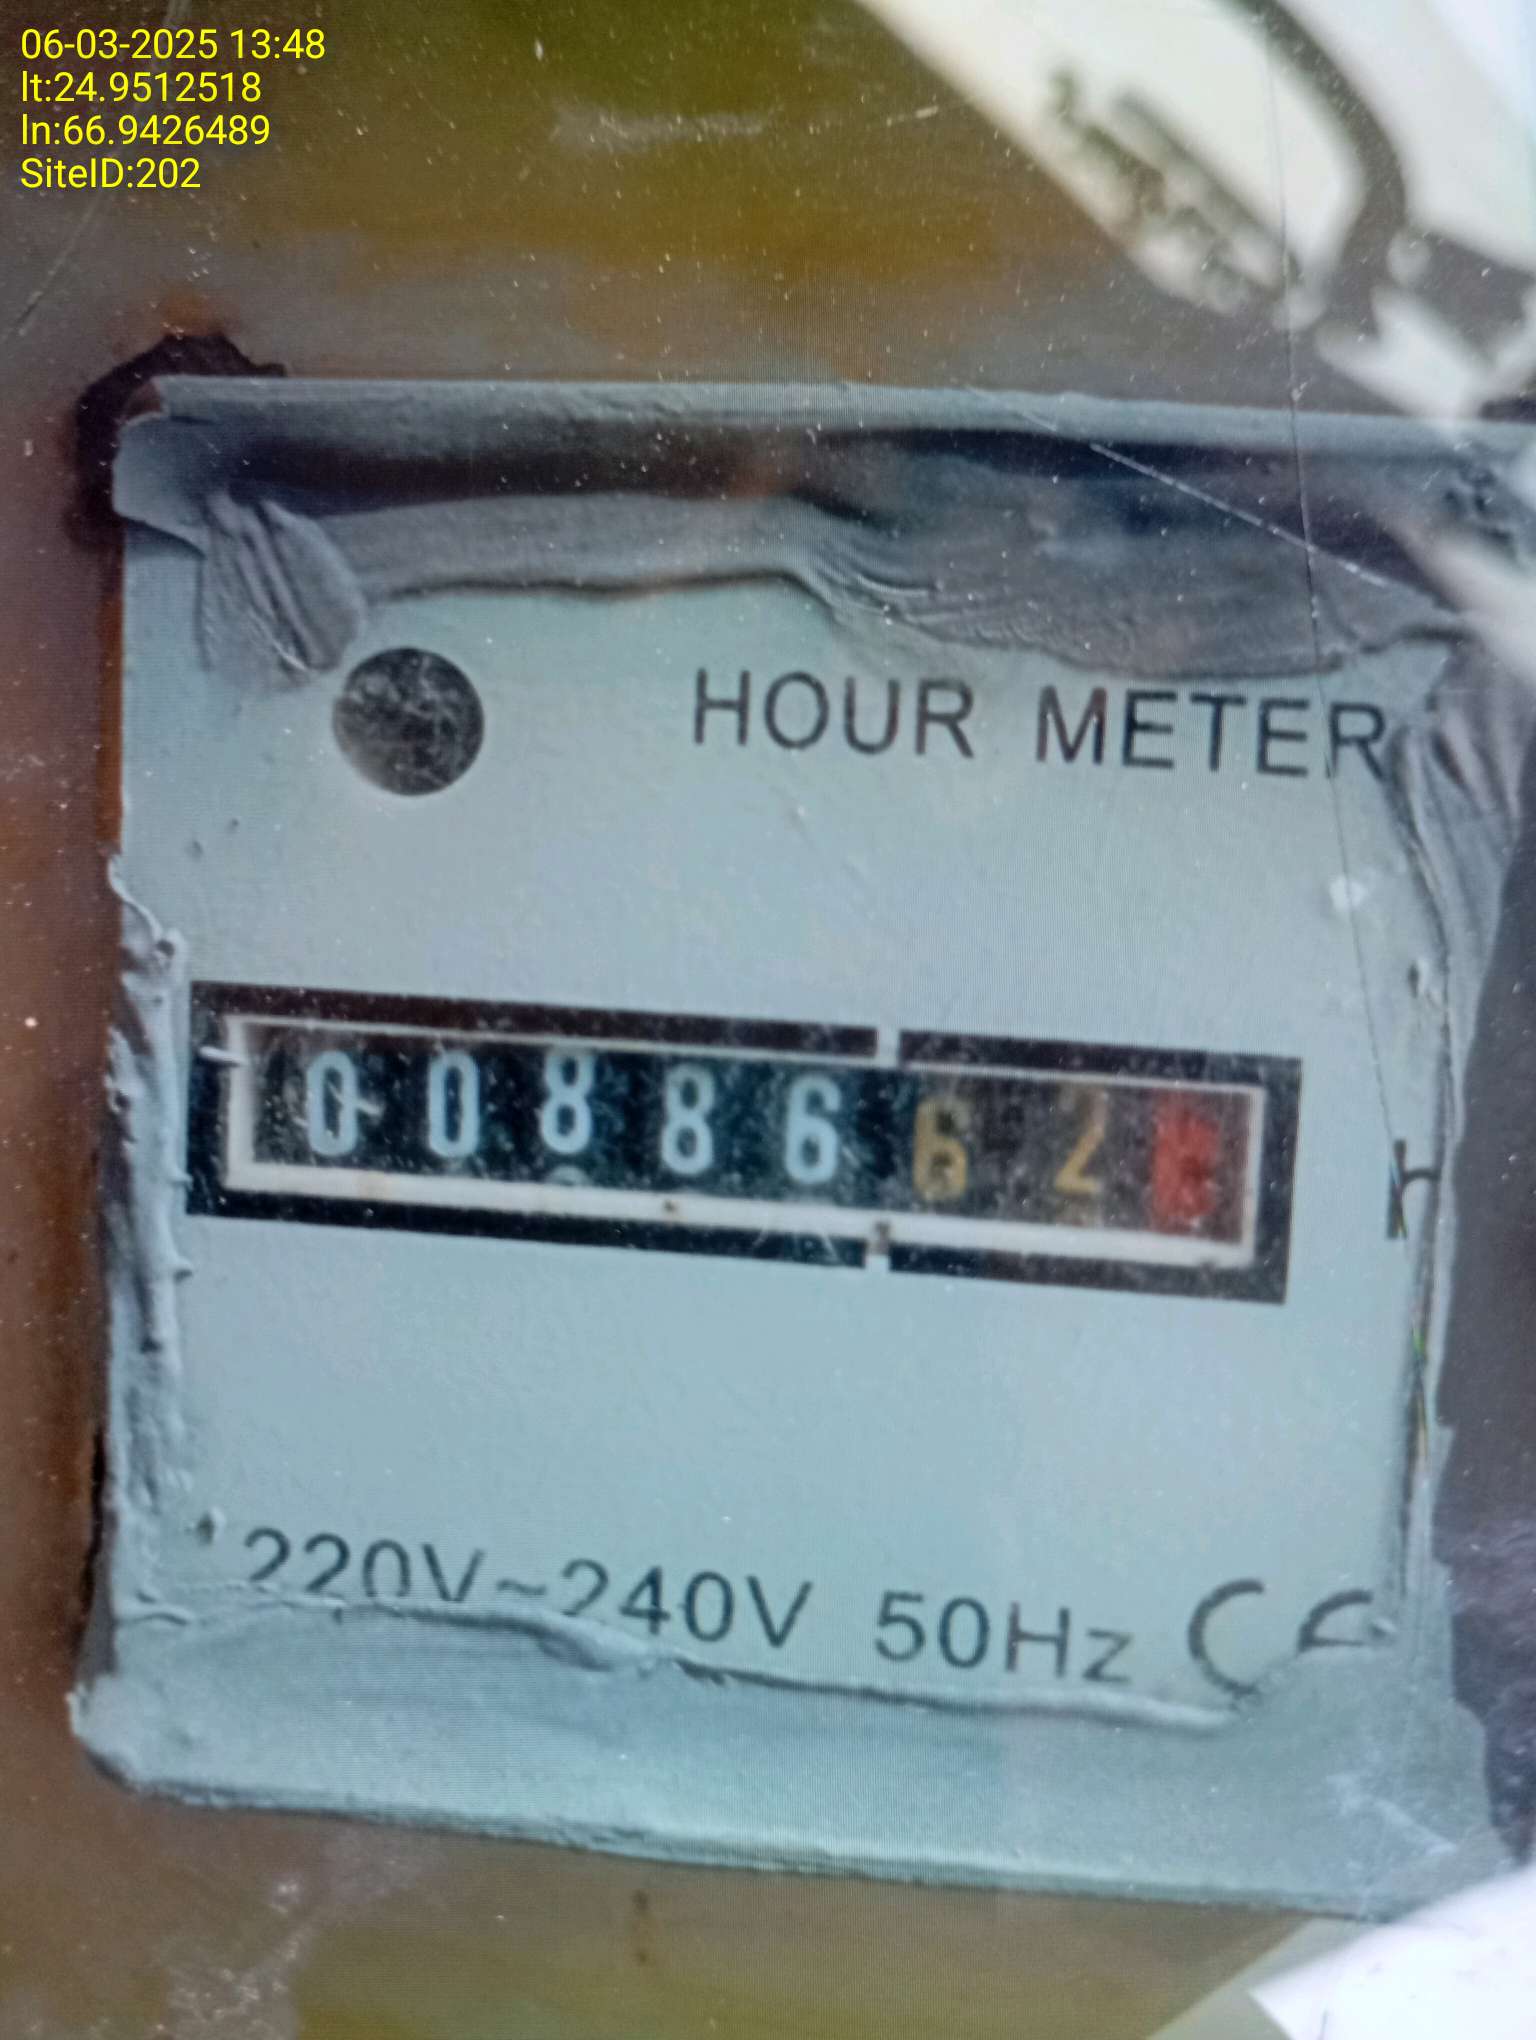 06-03-2025 13:48
lt:24.9512518
ln:66.9426489
SiteID:202
HOUR METER
0088662
h
220V~240V 50Hz CE